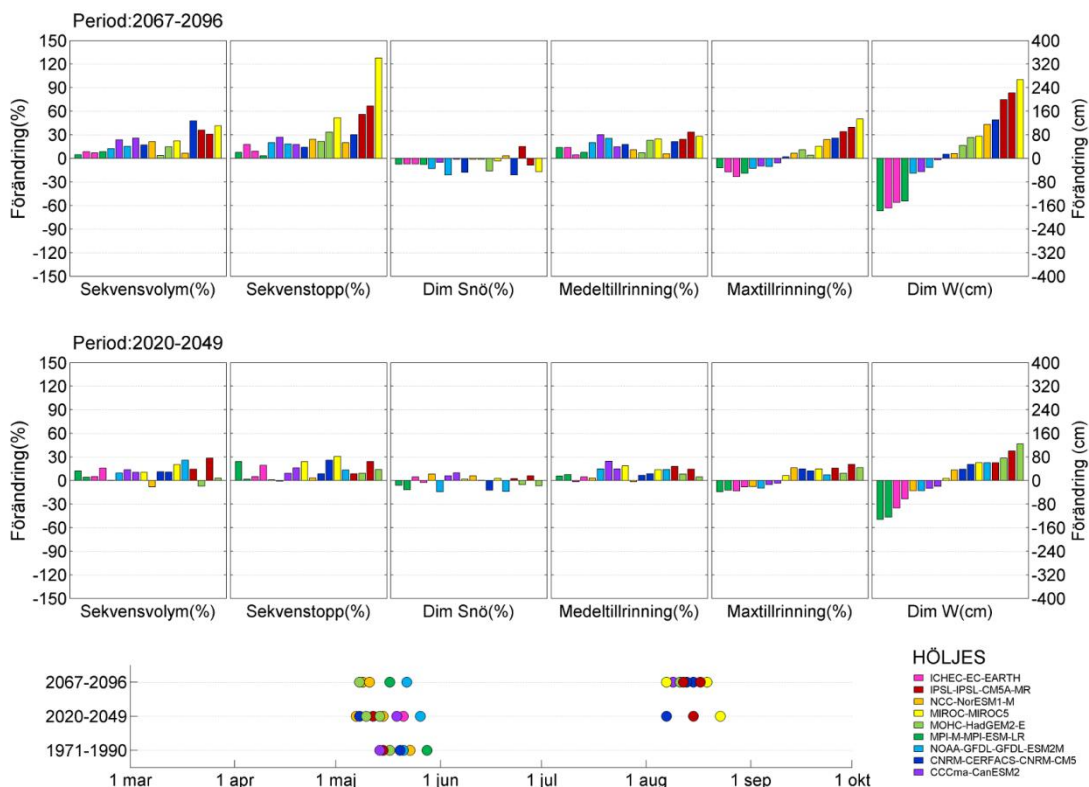 Period:2067-2096
150
120
90
60
30
0
-30
-60
-90
-120
-150
Förändring(%)
400
320
240
160
80
0
-80
-160
-240
-320
-400
Förändring (cm)
Sekvensvolym(%) Sekvenstopp(%) Dim Snö(%) Medeltillrinning(%) Maxtillrinning(%) Dim W(cm)
Period:2020-2049
150
120
90
60
30
0
-30
-60
-90
-120
-150
Förändring(%)
400
320
240
160
80
0
-80
-160
-240
-320
-400
Förändring (cm)
Sekvensvolym(%) Sekvenstopp(%) Dim Snö(%) Medeltillrinning(%) Maxtillrinning(%) Dim W(cm)
2067-2096
2020-2049
1971-1990
1 mar 1 apr 1 maj 1 jun 1 jul 1 aug 1 sep 1 okt
HÖLJES
ICHEC-EC-EARTH
IPSL-IPSL-CM5A-MR
NCC-NorESM1-M
MIROC-MIROC5
MOHC-HadGEM2-E
MPI-M-MPI-ESM-LR
NOAA-GFDL-GFDL-ESM2M
CNRM-CERFACS-CNRM-CM5
CCCma-CanESM2